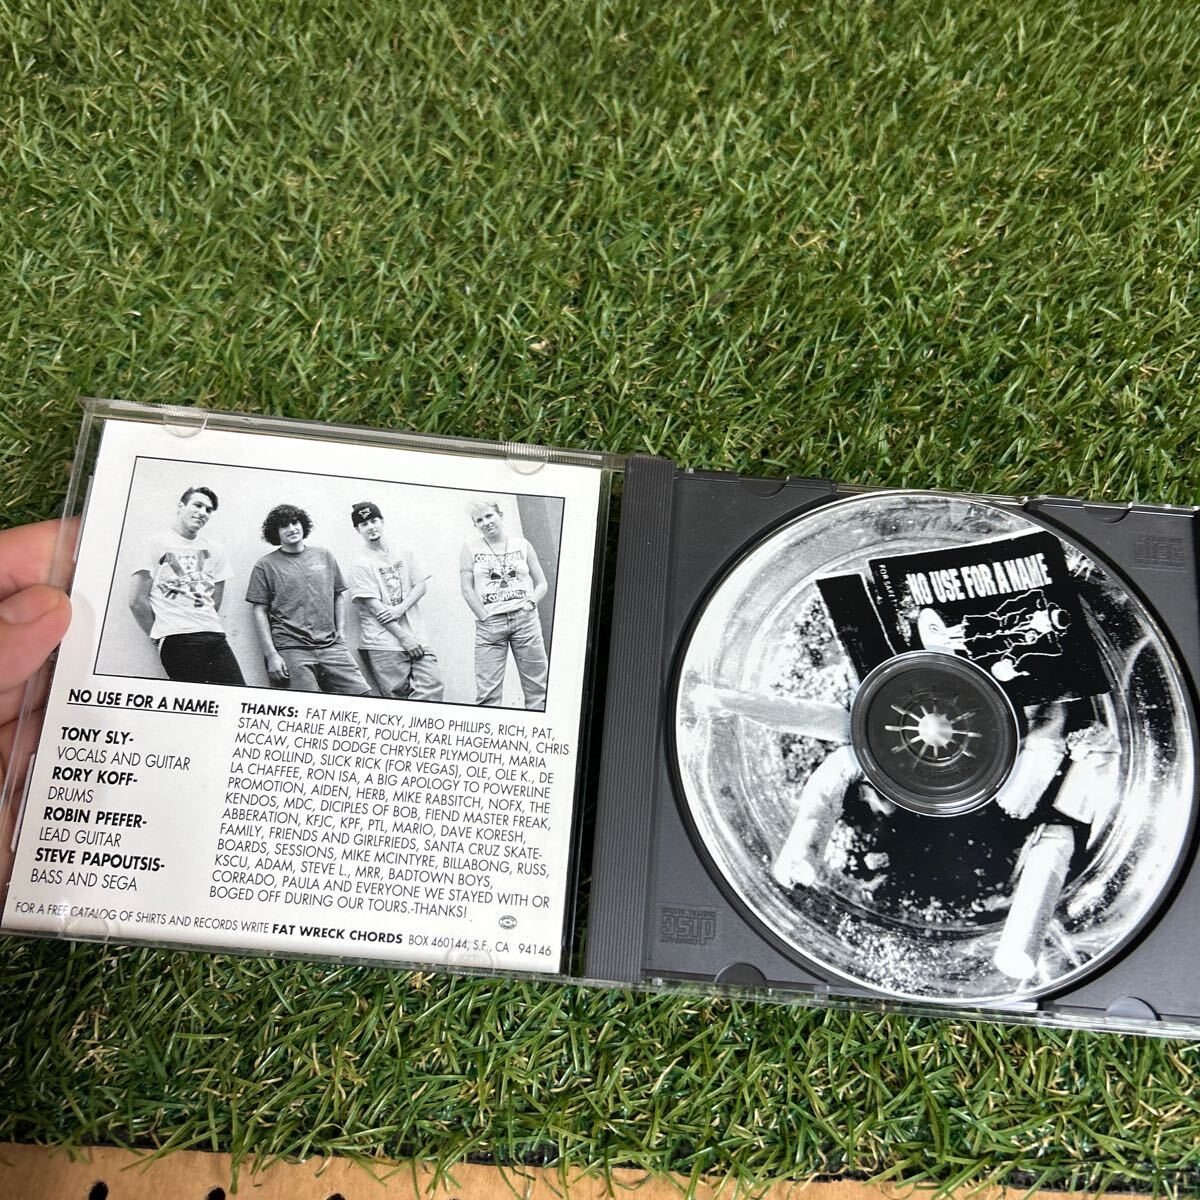 NO USE FOR A NAME:
TONY SLY-
VOCALS AND GUITAR
RORY KOFF-
DRUMS
ROBIN PFEFER-
LEAD GUITAR
STEVE PAPOUTSIS-
BASS AND SEGA
THANKS: FAT MIKE, NICKY, JIMBO PHILLIPS, RICH, PAT,
STAN, CHARLIE ALBERT, POUCH, KARL HAGEMANN, CHRIS
MCCAW, CHRIS DODGE CHRYSLER PLYMOUTH, MARIA
AND ROLLIND, SLICK RICK (FOR VEGAS), OLE, OLE K., DE
LA CHAFFEE, RON ISA, A BIG APOLOGY TO POWERLINE
PROMOTION, AIDEN, HERB, MIKE RABSITCH, NOFX, THE
KENDOS, MDC, DICIPLES OF BOB, FIEND MASTER FREAK,
ABBERATION, KFJC, KPF, PTL, MARIO, DAVE KORESH,
FAMILY, FRIENDS AND GIRLFRIEDS, SANTA CRUZ SKATE-
BOARDS, SESSIONS, MIKE MCINTYRE, BILLABONG, RUSS,
KSCU, ADAM, STEVE L., MRR, BADTOWN BOYS,
CORRADO, PAULA AND EVERYONE WE STAYED WITH OR
BOGED OFF DURING OUR TOURS.-THANKS!
FOR A FREE CATALOG OF SHIRTS AND RECORDS WRITE FAT WRECK CHORDS BOX 460144, S.F., CA 94146
NO USE FOR A NAME
COMPACT
disc
DIGITAL AUDIO